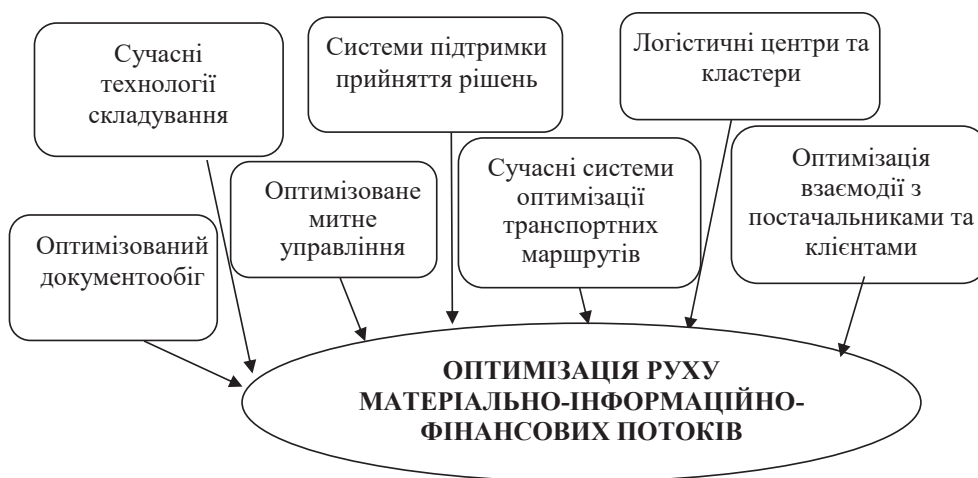 Сучасні
технології
складування
Системи підтримки
прийняття рішень
Логістичні центри та
кластери
Оптимізований
документообіг
Оптимізоване
митне
управління
Сучасні системи
оптимізації
транспортних
маршрутів
Оптимізація
взаємодії з
постачальниками та
клієнтами
ОПТИМІЗАЦІЯ РУХУ
МАТЕРІАЛЬНО-ІНФОРМАЦІЙНО-
ФІНАНСОВИХ ПОТОКІВ